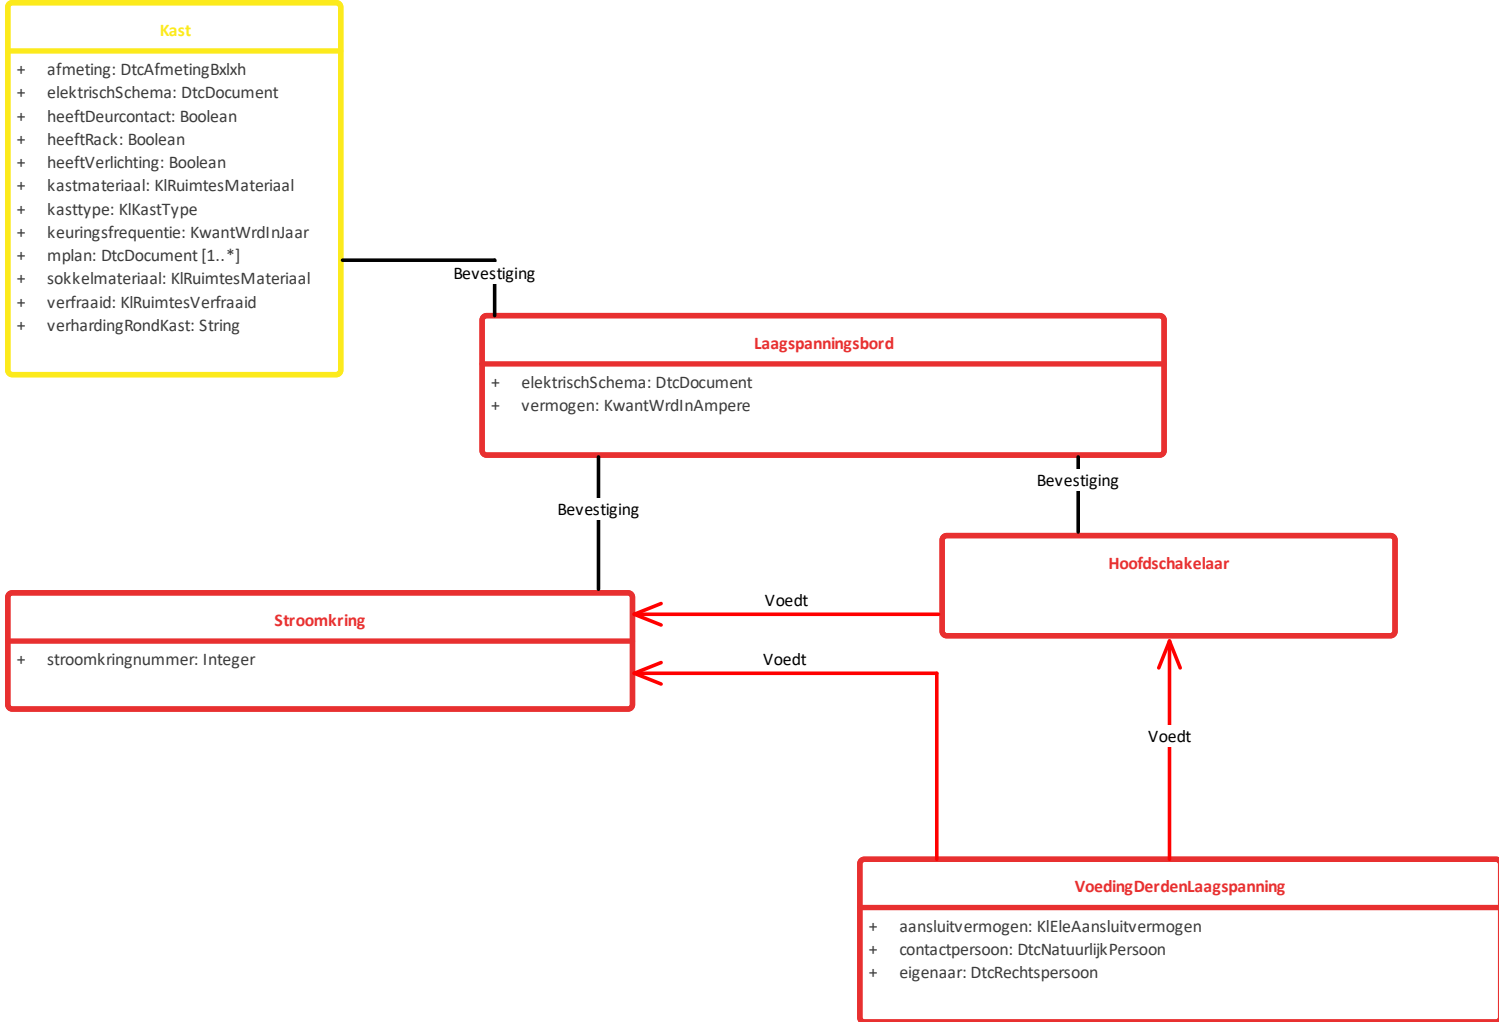 Kast
+ afmeting: DtcAfmetingBxlxh
+ elektrischSchema: DtcDocument
+ heeftDeurcontact: Boolean
+ heeftRack: Boolean
+ heeftVerlichting: Boolean
+ kastmateriaal: KlRuimtesMateriaal
+ kasttype: KlKastType
+ keuringsfrequentie: KwantWrdInJaar
+ mplan: DtcDocument [1..*]
+ sokkelmateriaal: KlRuimtesMateriaal
+ verfraaid: KlRuimtesVerfraaid
+ verhardingRondKast: String
Bevestiging
Laagspanningsbord
+ elektrischSchema: DtcDocument
+ vermogen: KwantWrdInAmpere
Bevestiging
Bevestiging
Hoofdschakelaar
Voedt
Stroomkring
+ stroomkringnummer: Integer
Voedt
Voedt
VoedingDerdenLaagspanning
+ aansluitvermogen: KlEleAansluitvermogen
+ contactpersoon: DtcNatuurlijkPersoon
+ eigenaar: DtcRechtspersoon